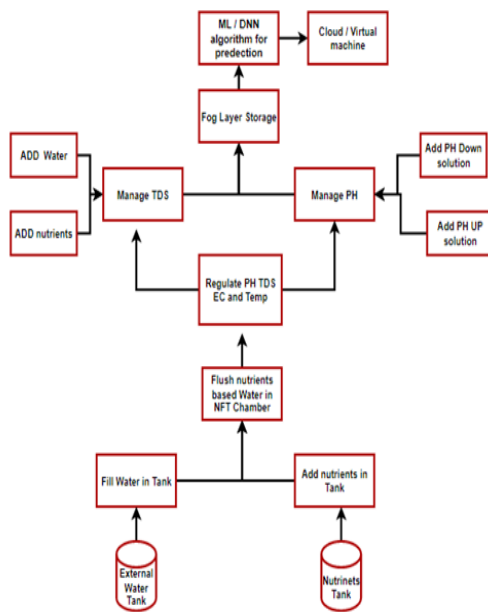 ML / DNN
algorithm for
predection
Cloud / Virtual
machine
Fog Layer Storage
ADD Water
Add PH Down
solution
Manage TDS
Manage PH
ADD nutrients
Add PH UP
solution
Regulate PH TDS
EC and Temp
Flush nutrients
based Water in
NFT Chamber
Fill Water in Tank
Add nutrients in
Tank
External
Water
Tank
Nutrinets
Tank